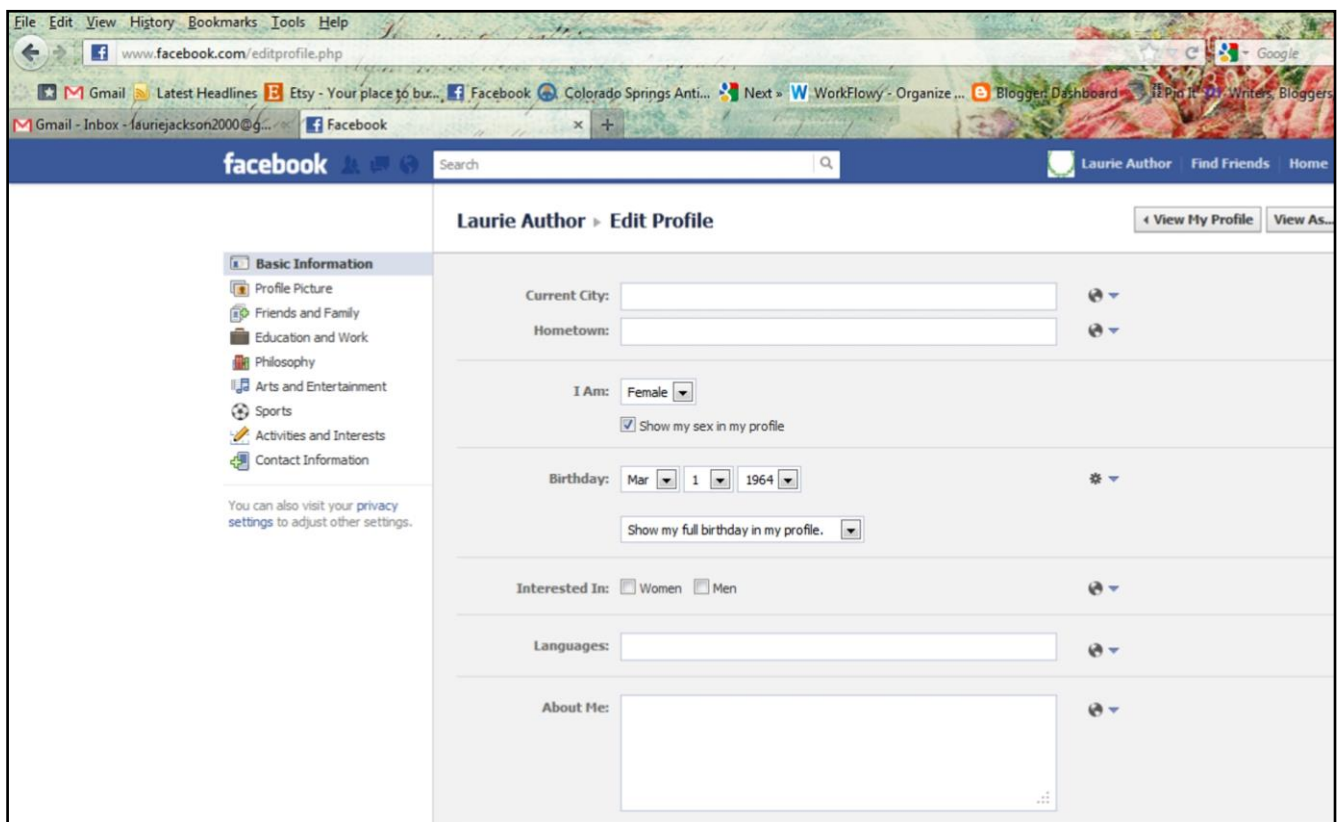 File Edit View History Bookmarks Tools Help
www.facebook.com/editprofile.php Google
Gmail Latest Headlines Etsy - Your place to bu... Facebook Colorado Springs Anti... Next » WorkFlowy - Organize ... Blogger: Dashboard Pin It Writers, Bloggers
Gmail - Inbox - lauriejackson2000@g... Facebook
facebook Search Laurie Author Find Friends Home
Laurie Author ▸ Edit Profile View My Profile View As...
Basic Information
Profile Picture
Friends and Family
Education and Work
Philosophy
Arts and Entertainment
Sports
Activities and Interests
Contact Information
You can also visit your privacy
settings to adjust other settings.
Current City:
Hometown:
I Am: Female
Show my sex in my profile
Birthday: Mar 1 1964
Show my full birthday in my profile.
Interested In: Women Men
Languages:
About Me: